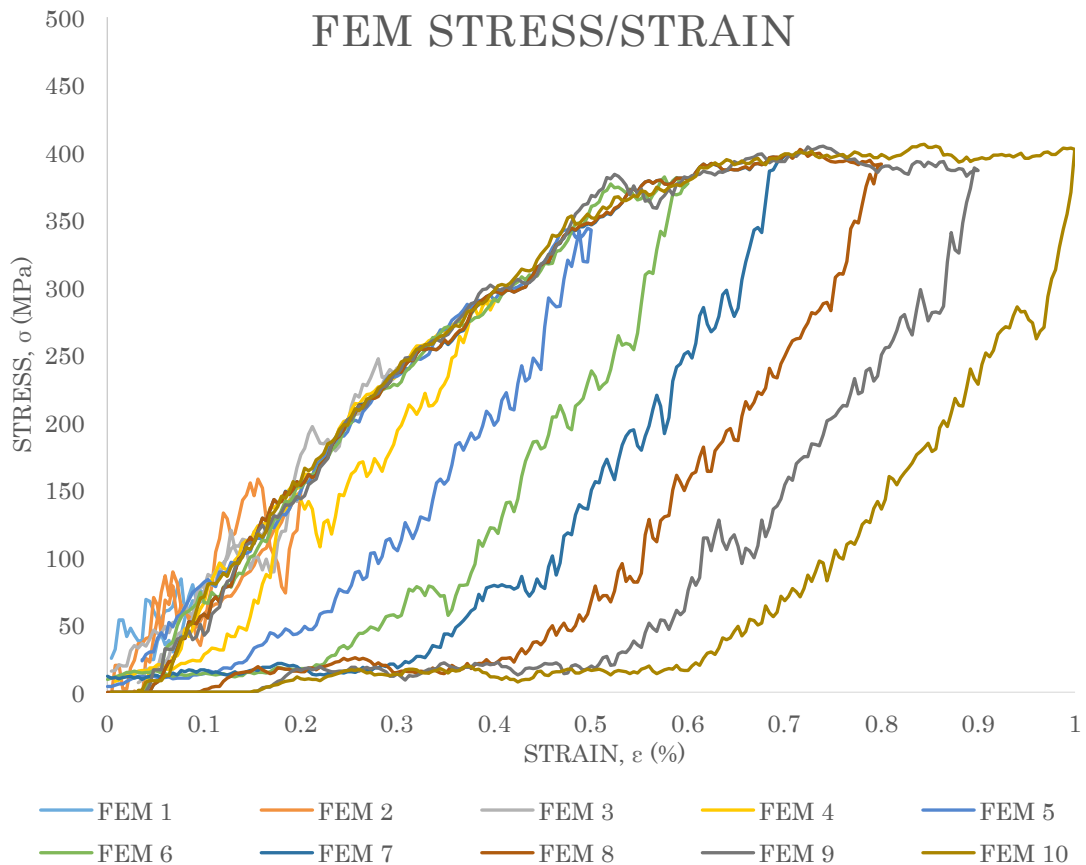 FEM STRESS/STRAIN
500
450
400
350
300
250
200
150
100
50
0
STRESS, σ (MPa)
0 0.1 0.2 0.3 0.4 0.5 0.6 0.7 0.8 0.9 1
STRAIN, ε (%)
FEM 1 FEM 2 FEM 3 FEM 4 FEM 5
FEM 6 FEM 7 FEM 8 FEM 9 FEM 10